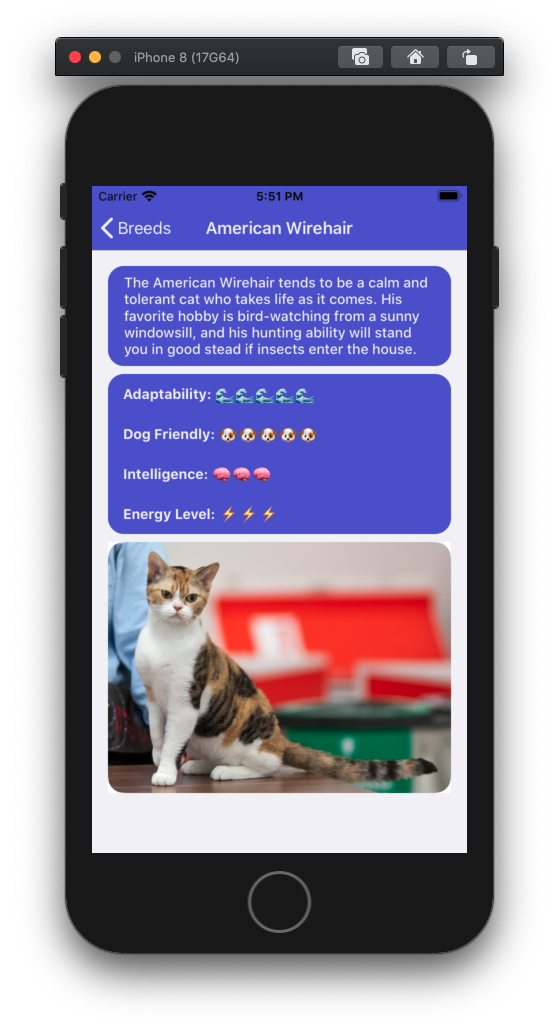 iPhone 8 (17G64)
Carrier 5:51 PM
Breeds American Wirehair
The American Wirehair tends to be a calm and
tolerant cat who takes life as it comes. His
favorite hobby is bird-watching from a sunny
windowsill, and his hunting ability will stand
you in good stead if insects enter the house.
Adaptability: 🌊🌊🌊🌊🌊
Dog Friendly: 🐶🐶🐶🐶🐶
Intelligence: 🧠🧠🧠
Energy Level: ⚡️⚡️⚡️